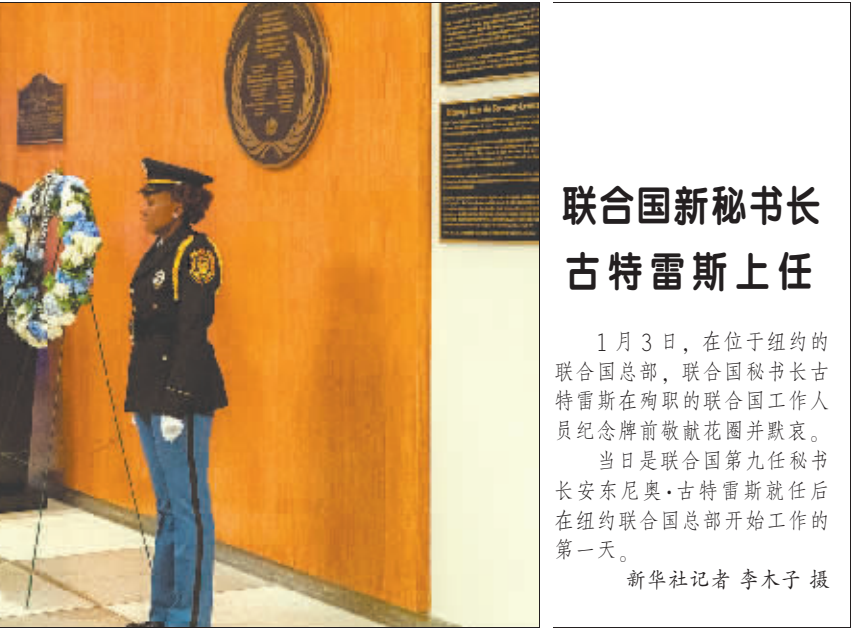 联合国新秘书长
古特雷斯上任
1月3日，在位于纽约的
联合国总部，联合国秘书长古
特雷斯在殉职的联合国工作人
员纪念牌前敬献花圈并默哀。
当日是联合国第九任秘书
长安东尼奥·古特雷斯就任后
在纽约联合国总部开始工作的
第一天。
新华社记者 李木子 摄